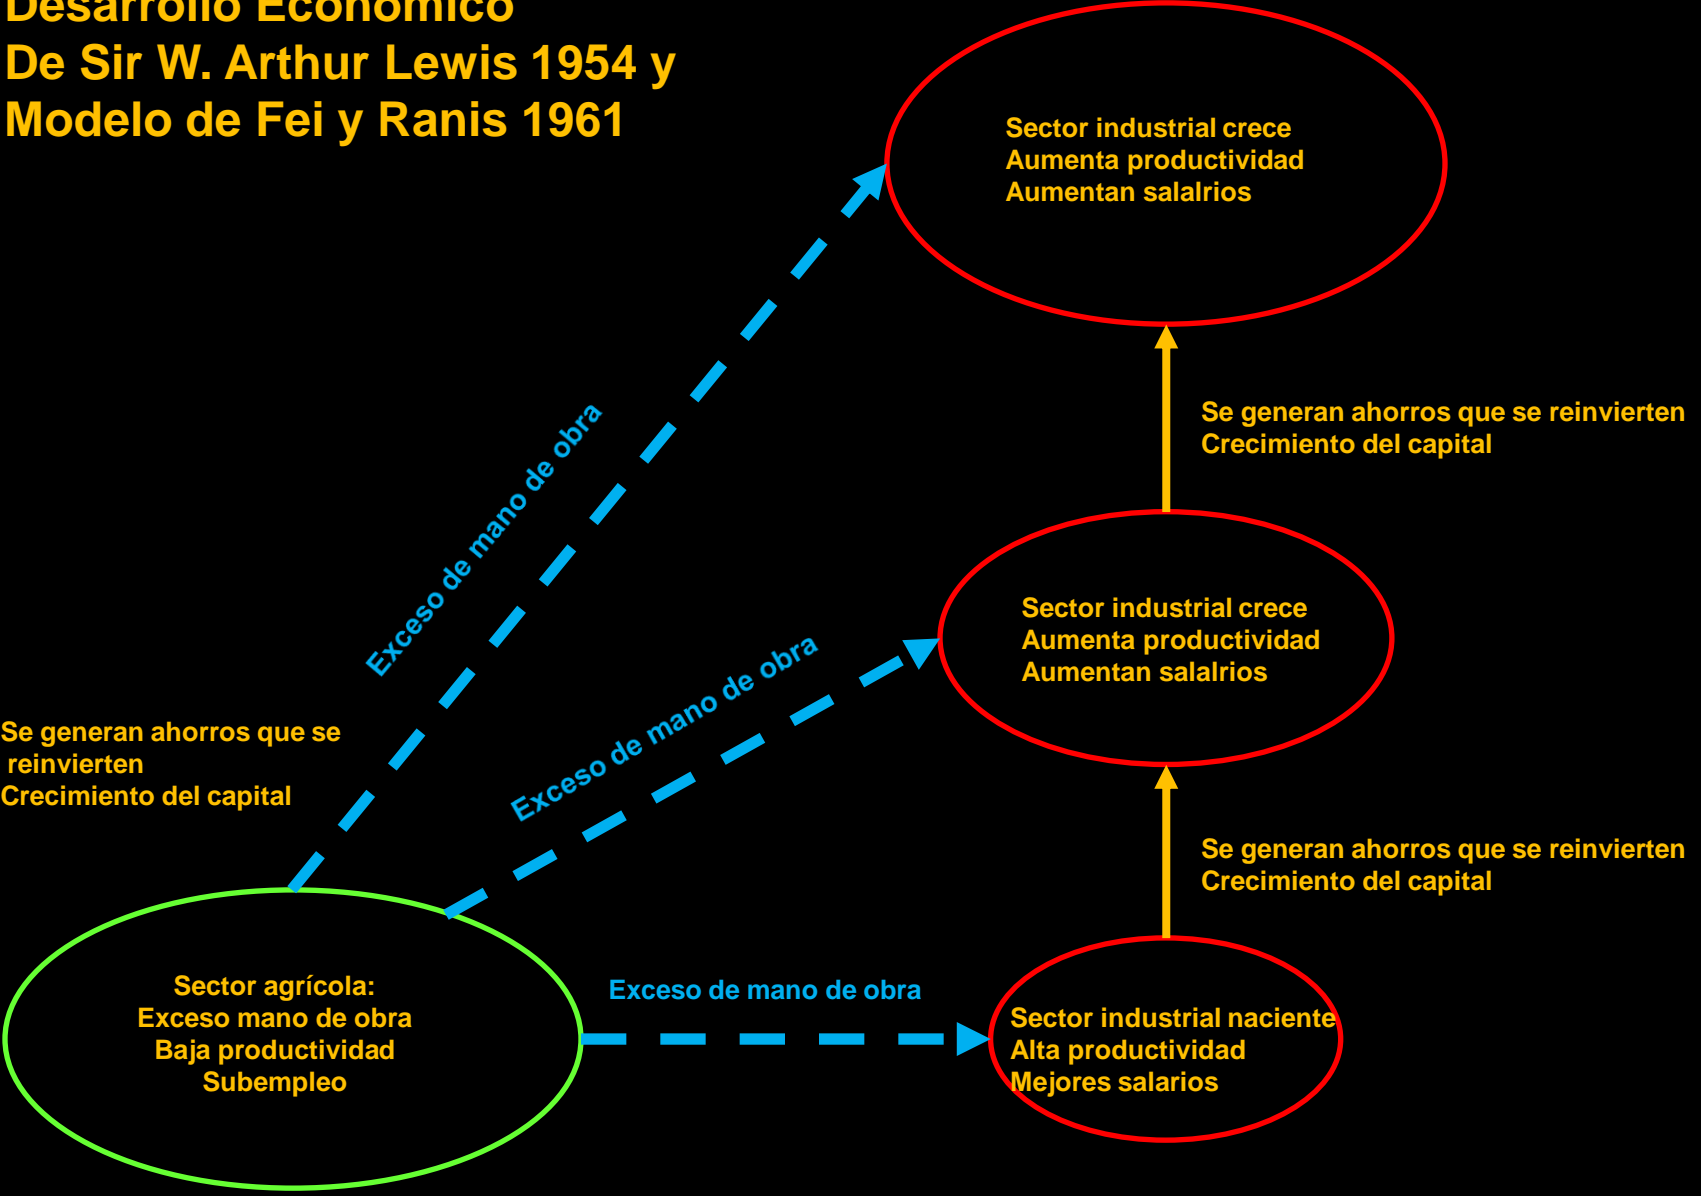 Desarrollo Económico
De Sir W. Arthur Lewis 1954 y
Modelo de Fei y Ranis 1961
Sector industrial crece
Aumenta productividad
Aumentan salalrios
Se generan ahorros que se reinvierten
Crecimiento del capital
Exceso de mano de obra
Sector industrial crece
Aumenta productividad
Aumentan salalrios
Exceso de mano de obra
Se generan ahorros que se
reinvierten
Crecimiento del capital
Se generan ahorros que se reinvierten
Crecimiento del capital
Sector agrícola:
Exceso mano de obra
Baja productividad
Subempleo
Exceso de mano de obra
Sector industrial naciente
Alta productividad
Mejores salarios